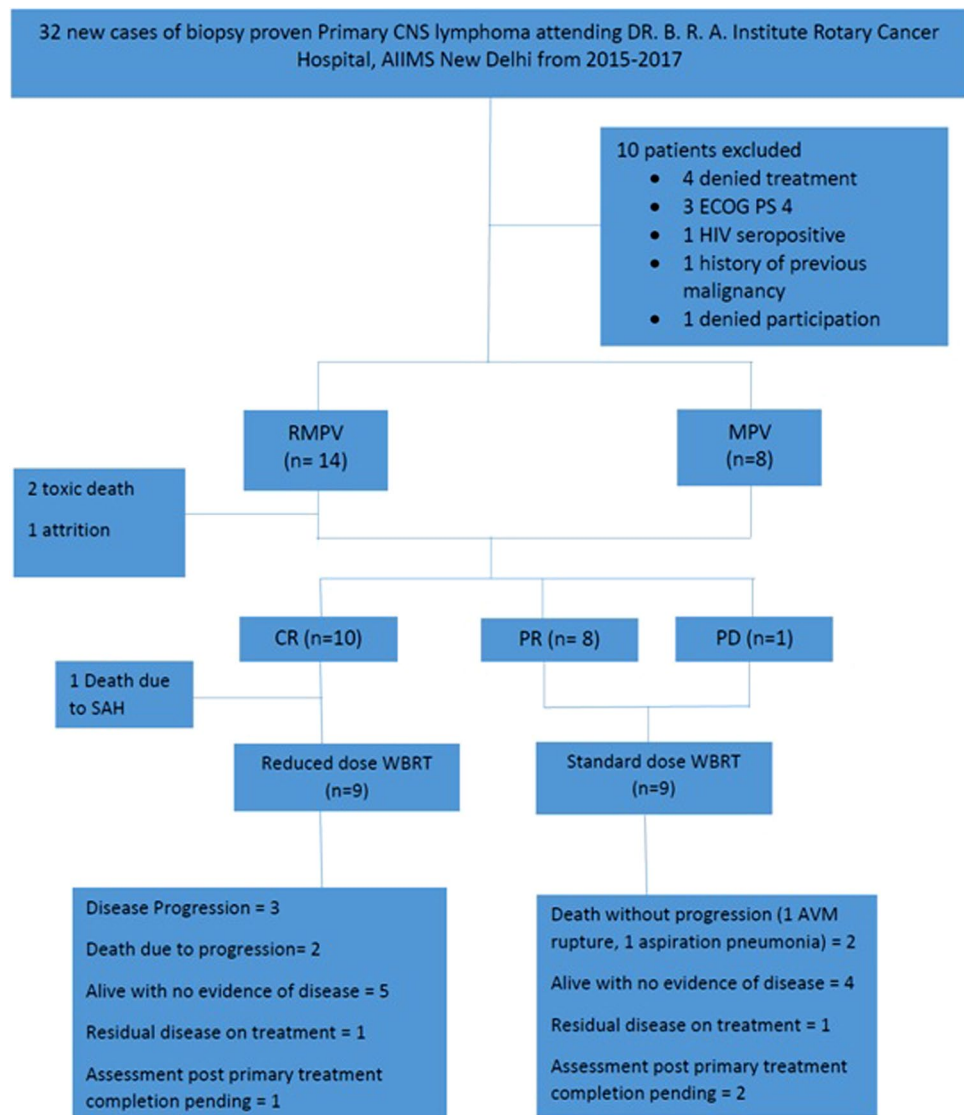 32 new cases of biopsy proven Primary CNS lymphoma attending DR. B. R. A. Institute Rotary Cancer
Hospital, AIIMS New Delhi from 2015-2017
10 patients excluded
• 4 denied treatment
• 3 ECOG PS 4
• 1 HIV seropositive
• 1 history of previous
malignancy
• 1 denied participation
RMPV
(n= 14)
MPV
(n=8)
2 toxic death
1 attrition
CR (n=10)
PR (n= 8)
PD (n=1)
1 Death due
to SAH
Reduced dose WBRT
(n=9)
Standard dose WBRT
(n=9)
Disease Progression = 3
Death due to progression= 2
Alive with no evidence of disease = 5
Residual disease on treatment = 1
Assessment post primary treatment
completion pending = 1
Death without progression (1 AVM
rupture, 1 aspiration pneumonia) = 2
Alive with no evidence of disease = 4
Residual disease on treatment = 1
Assessment post primary treatment
completion pending = 2